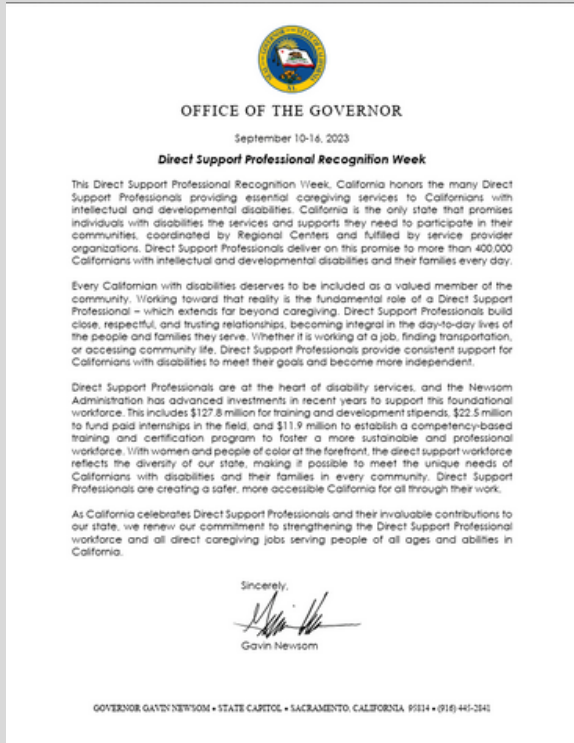 OFFICE OF THE GOVERNOR
September 10-16, 2023
Direct Support Professional Recognition Week
This Direct Support Professional Recognition Week, California honors the many Direct
Support Professionals providing essential caregiving services to Californians with
intellectual and developmental disabilities. California is the only state that promises
individuals with disabilities the services and supports they need to participate in their
communities, coordinated by Regional Centers and fulfilled by service provider
organizations. Direct Support Professionals deliver on this promise to more than 400,000
Californians with intellectual and developmental disabilities and their families every day.
Every Californian with disabilities deserves to be included as a valued member of the
community. Working toward that reality is the fundamental role of a Direct Support
Professional – which extends far beyond caregiving. Direct Support Professionals build
close, respectful, and trusting relationships, becoming integral in the day-to-day lives of
the people and families they serve. Whether it is working at a job, finding transportation,
or accessing community life, Direct Support Professionals provide consistent support for
Californians with disabilities to meet their goals and become more independent.
Direct Support Professionals are at the heart of disability services, and the Newsom
Administration has advanced investments in recent years to support this foundational
workforce. This includes $127.8 million for training and development stipends, $22.5 million
to fund paid internships in the field, and $11.9 million to establish a competency-based
training and certification program to foster a more sustainable and professional
workforce. With women and people of color at the forefront, the direct support workforce
reflects the diversity of our state, making it possible to meet the unique needs of
Californians with disabilities and their families in every community. Direct Support
Professionals are creating a safer, more accessible California for all through their work.
As California celebrates Direct Support Professionals and their invaluable contributions to
our state, we renew our commitment to strengthening the Direct Support Professional
workforce and all direct caregiving jobs serving people of all ages and abilities in
California.
Sincerely,
Gavin Newsom
GOVERNOR GAVIN NEWSOM • STATE CAPITOL • SACRAMENTO, CALIFORNIA 95814 • (916) 445-2841